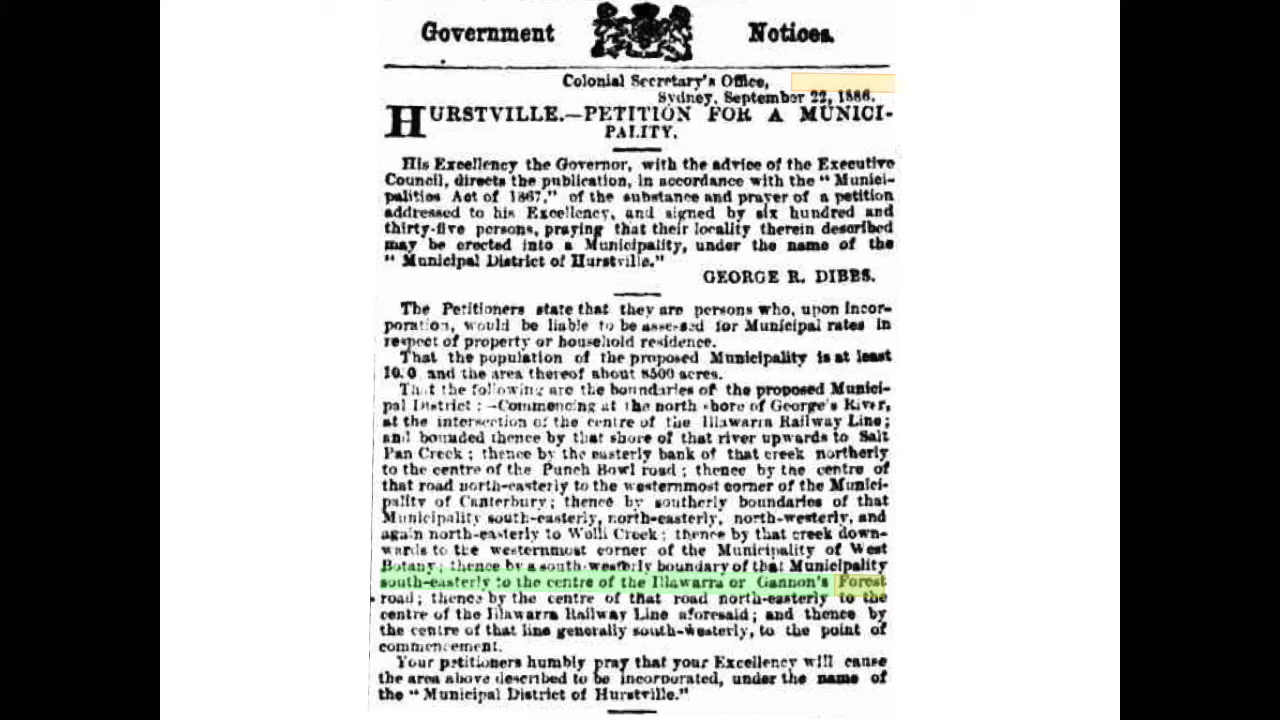 Government Notices.
Colonial Secretary's Office,
Sydney, September 22, 1886.
HURSTVILLE.—PETITION FOR A MUNICI-
PALITY.
His Excellency the Governor, with the advice of the Executive
Council, directs the publication, in accordance with the "Munici-
palities Act of 1867," of the substance and prayer of a petition
addressed to his Excellency, and signed by six hundred and
thirty-five persons, praying that their locality therein described
may be erected into a Municipality, under the name of the
"Municipal District of Hurstville."
GEORGE R. DIBBS.
The Petitioners state that they are persons who, upon incor-
poration, would be liable to be assessed for Municipal rates in
respect of property or household residence.
That the population of the proposed Municipality is at least
and the area thereof about 8500 acres.
That the following are the boundaries of the proposed Munici-
pal District :—Commencing at the north shore of George's River,
at the intersection of the centre of the Illawarra Railway Line;
and bounded thence by that shore of that river upwards to Salt
Pan Creek; thence by the easterly bank of that creek northerly
to the centre of the Punch Bowl road; thence by the centre of
that road north-easterly to the westernmost corner of the Munici-
pality of Canterbury; thence by southerly boundaries of that
Municipality south-easterly, north-easterly, north-westerly, and
again north-easterly to Wolli Creek; thence by that creek down-
wards to the westernmost corner of the Municipality of West
Botany; thence by a south-westerly boundary of that Municipality
south-easterly to the centre of the Illawarra or Gannon's Forest
road; thence by the centre of that road north-easterly to the
centre of the Illawarra Railway Line aforesaid; and thence by
the centre of that line generally south-westerly, to the point of
commencement.
Your petitioners humbly pray that your Excellency will cause
the area above described to be incorporated, under the name of
the "Municipal District of Hurstville."